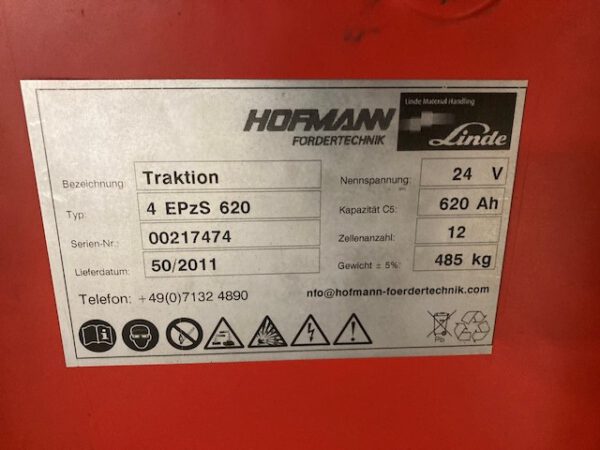 HOFMANN
FÖRDERTECHNIK
Linde Material Handling
Linde
Bezeichnung: Traktion
Nennspannung: 24 V
Typ: 4 EPzS 620
Kapazität C5: 620 Ah
Serien-Nr.: 00217474
Zellenanzahl: 12
Lieferdatum: 50/2011
Gewicht ± 5%: 485 kg
Telefon: +49(0)7132 4890
nfo@hofmann-foerdertechnik.com
Pb